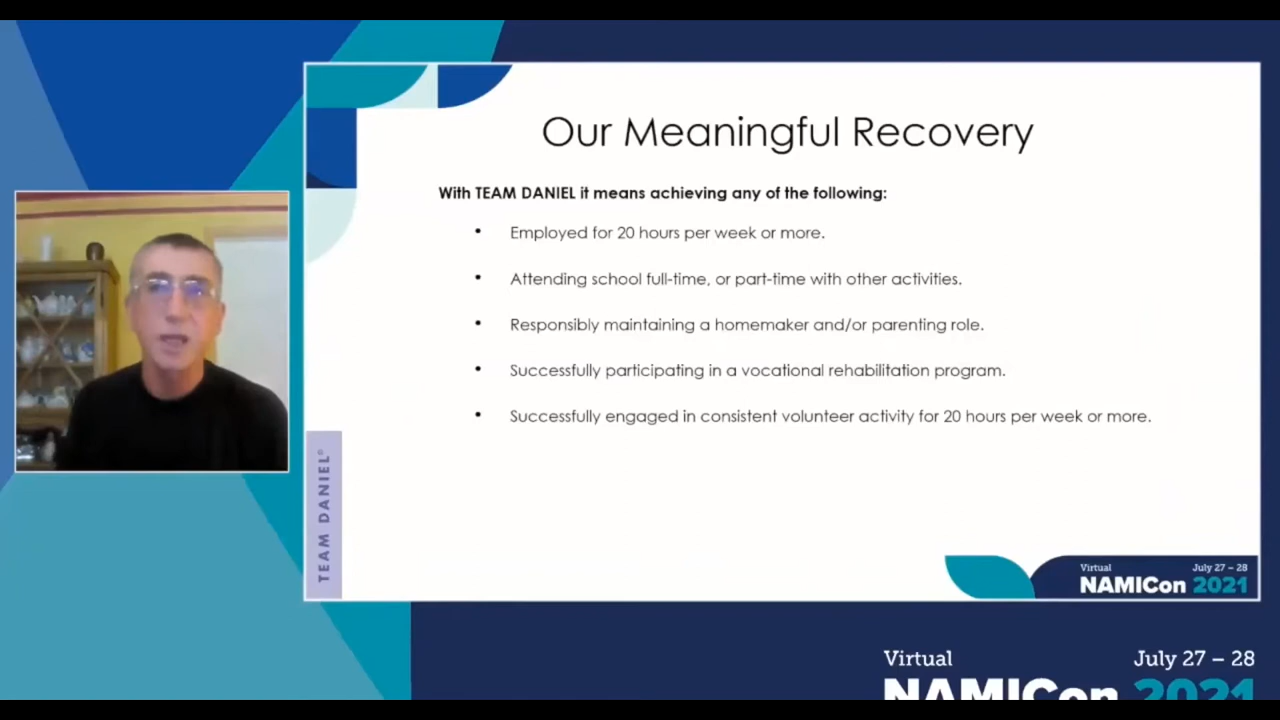 Our Meaningful Recovery
With TEAM DANIEL it means achieving any of the following:
• Employed for 20 hours per week or more.
• Attending school full-time, or part-time with other activities.
• Responsibly maintaining a homemaker and/or parenting role.
• Successfully participating in a vocational rehabilitation program.
• Successfully engaged in consistent volunteer activity for 20 hours per week or more.
TEAM DANIEL®
Virtual July 27 – 28
NAMICon 2021
Virtual July 27 – 28
NAMICon 2021